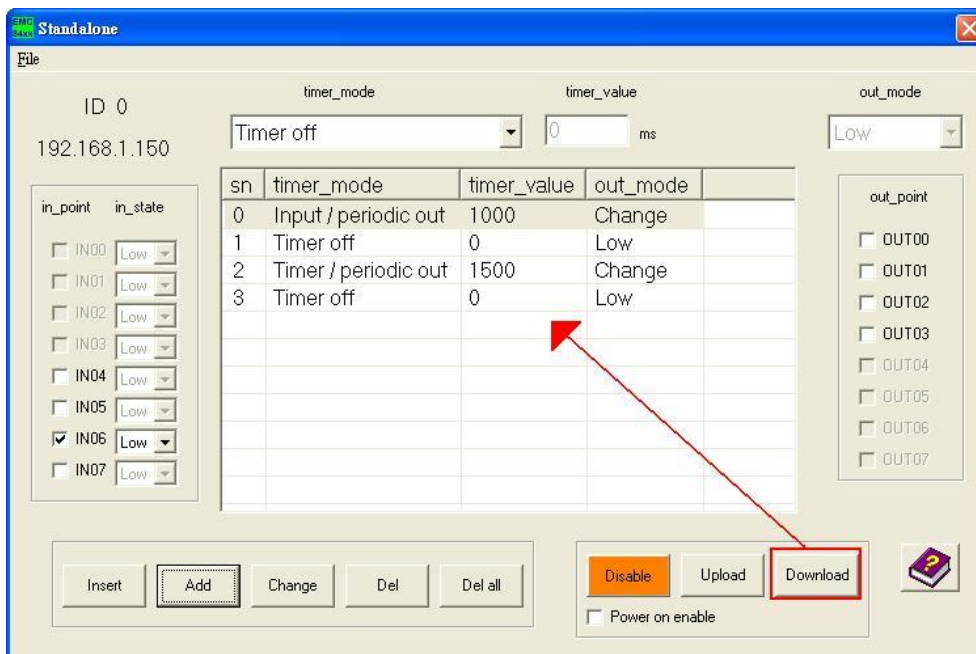 EMC
84xx
Standalone
File
ID 0
192.168.1.150
timer_mode
timer_value
out_mode
Timer off
0
ms
Low
in_point in_state
IN00 Low
IN01 Low
IN02 Low
IN03 Low
IN04 Low
IN05 Low
IN06 Low
IN07 Low
sn timer_mode timer_value out_mode
0 Input / periodic out 1000 Change
1 Timer off 0 Low
2 Timer / periodic out 1500 Change
3 Timer off 0 Low
out_point
OUT00
OUT01
OUT02
OUT03
OUT04
OUT05
OUT06
OUT07
Insert Add Change Del Del all
Disable Upload Download
Power on enable
?